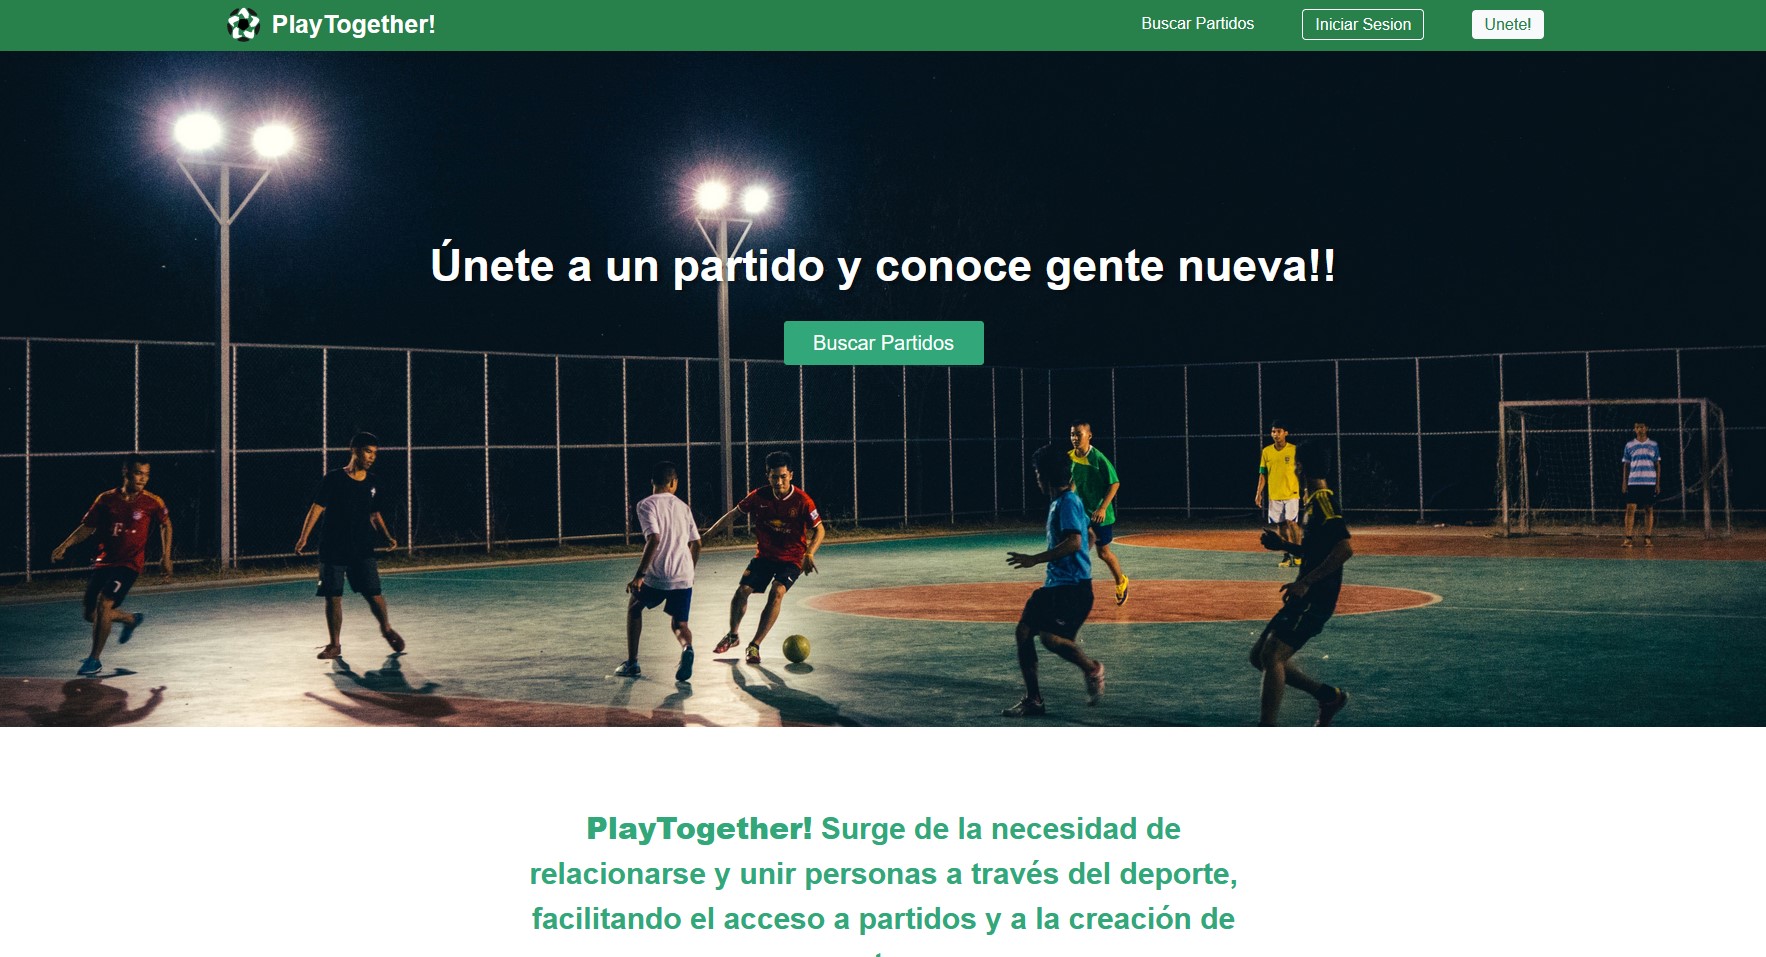 PlayTogether!
Buscar Partidos
Iniciar Sesion
Unete!
Únete a un partido y conoce gente nueva!!
Buscar Partidos
7
PlayTogether! Surge de la necesidad de
relacionarse y unir personas a través del deporte,
facilitando el acceso a partidos y a la creación de